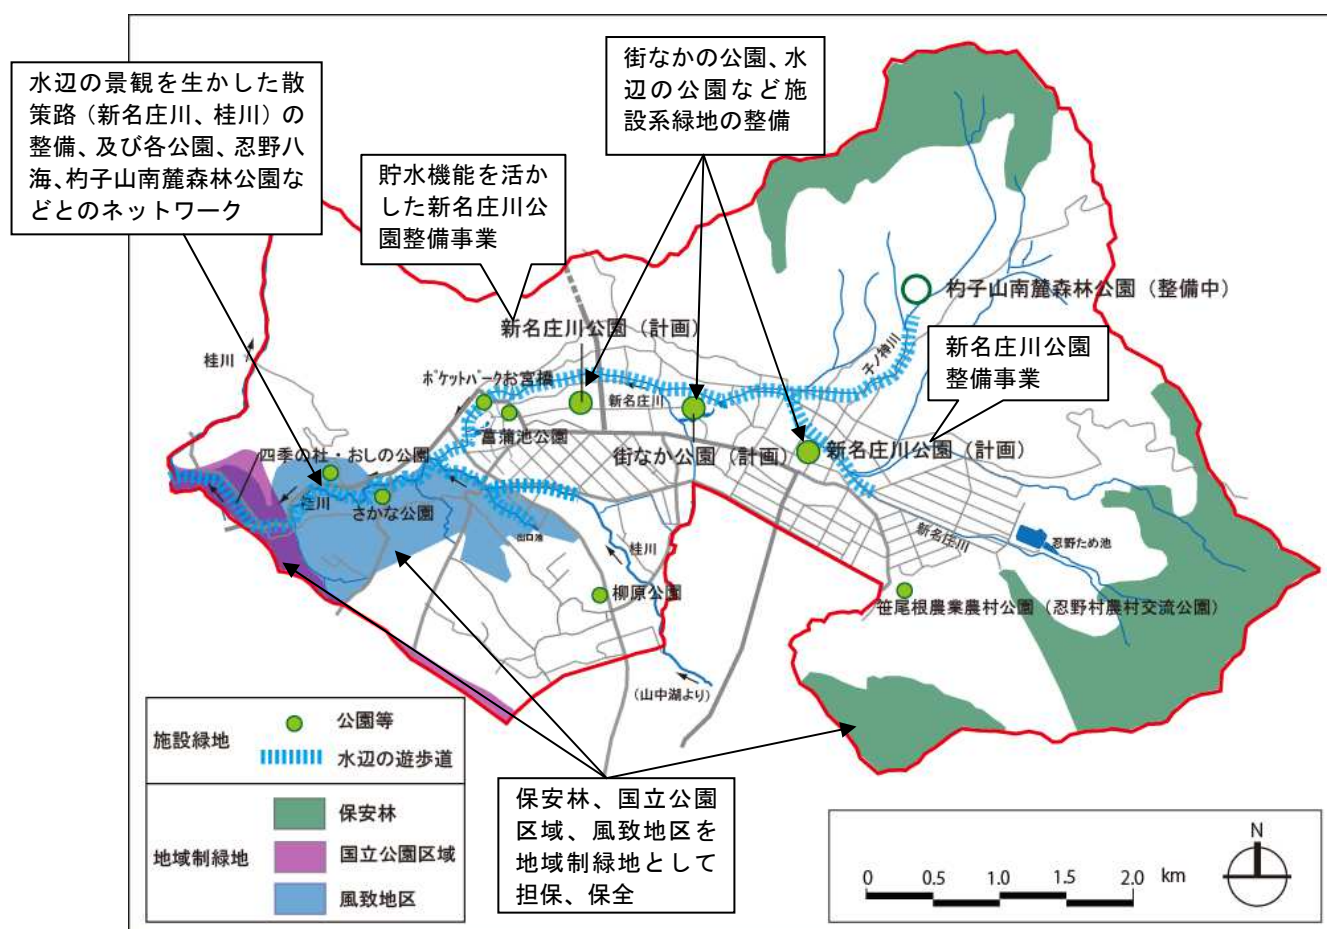 水辺の景観を生かした散
策路（新名庄川、桂川）の
整備、及び各公園、忍野八
海、杓子山南麓森林公園な
どとのネットワーク
貯水機能を活か
した新名庄川公
園整備事業
街なかの公園、水
辺の公園など施
設系緑地の整備
杓子山南麓森林公園（整備中）
新名庄川公園
整備事業
子ノ神川
新名庄川公園（計画）
桂川
ポケットパークお宮橋
新名庄川
菖蒲池公園
街なか公園（計画）
新名庄川公園（計画）
四季の杜・おしの公園
桂川
さかな公園
出口池
桂川
新名庄川
忍野ため池
柳原公園
笹尾根農業農村公園（忍野村農村交流公園）
（山中湖より）
保安林、国立公園
区域、風致地区を
地域制緑地として
担保、保全
施設緑地
公園等
水辺の遊歩道
地域制緑地
保安林
国立公園区域
風致地区
0 0.5 1.0 1.5 2.0 km
N